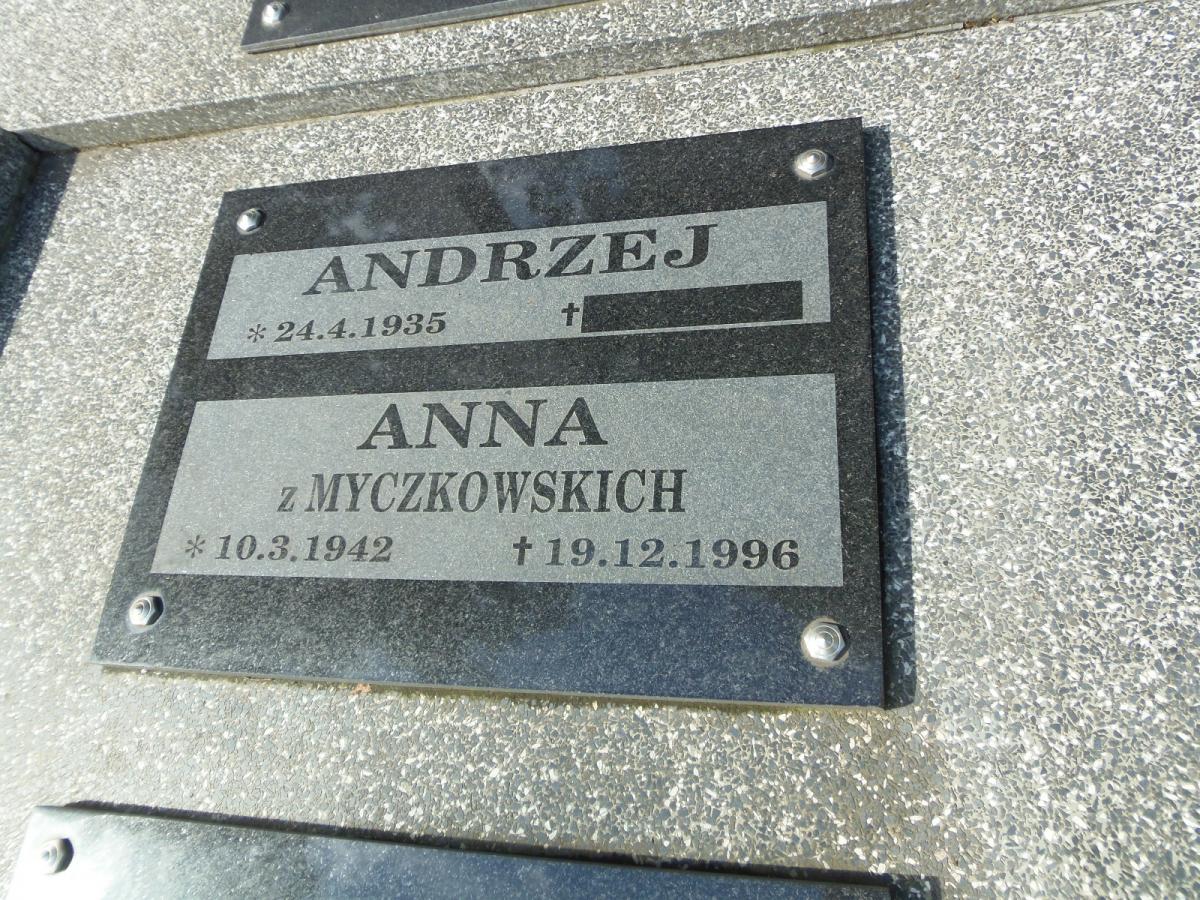 ANDRZEJ
* 24.4.1935 ✝
ANNA
z MYCZKOWSKICH
* 10.3.1942 ✝ 19.12.1996